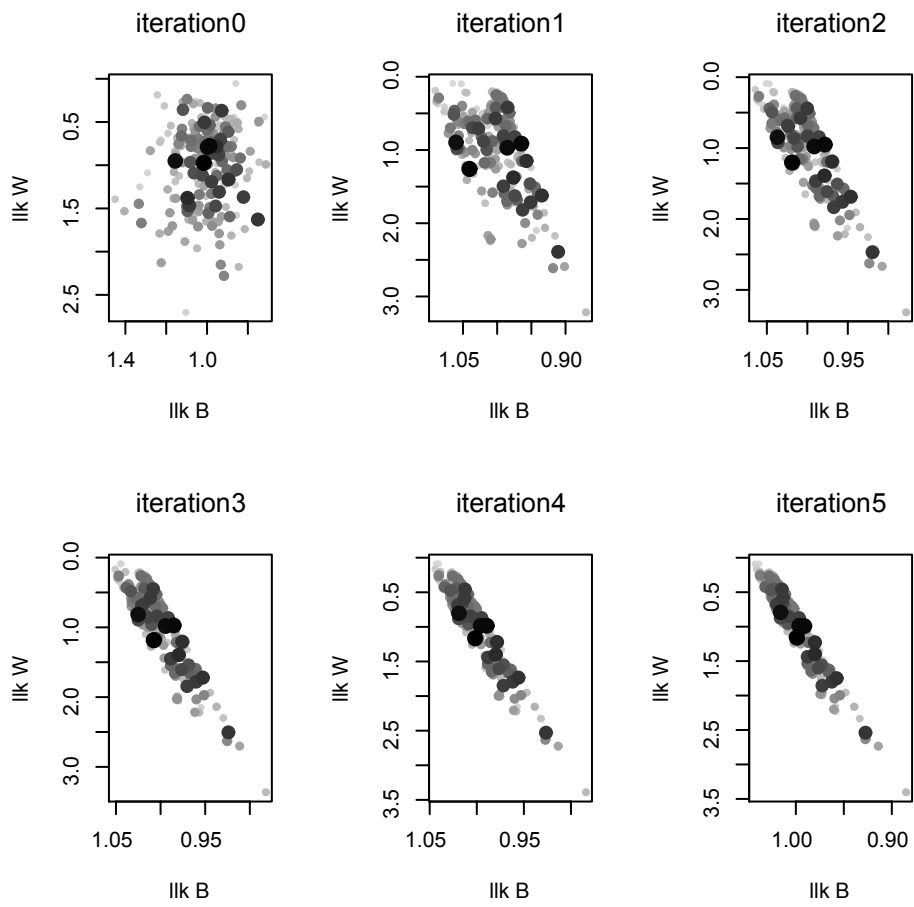 iteration0 iteration1 iteration2
0.5 1.5 2.5
llk W
1.4 1.0
llk B
0.0 1.0 2.0 3.0
llk W
1.05 0.90
llk B
0.0 1.0 2.0 3.0
llk W
1.05 0.95
llk B
iteration3 iteration4 iteration5
0.0 1.0 2.0 3.0
llk W
1.05 0.95
llk B
0.5 1.5 2.5 3.5
llk W
1.05 0.95
llk B
0.5 1.5 2.5 3.5
llk W
1.00 0.90
llk B